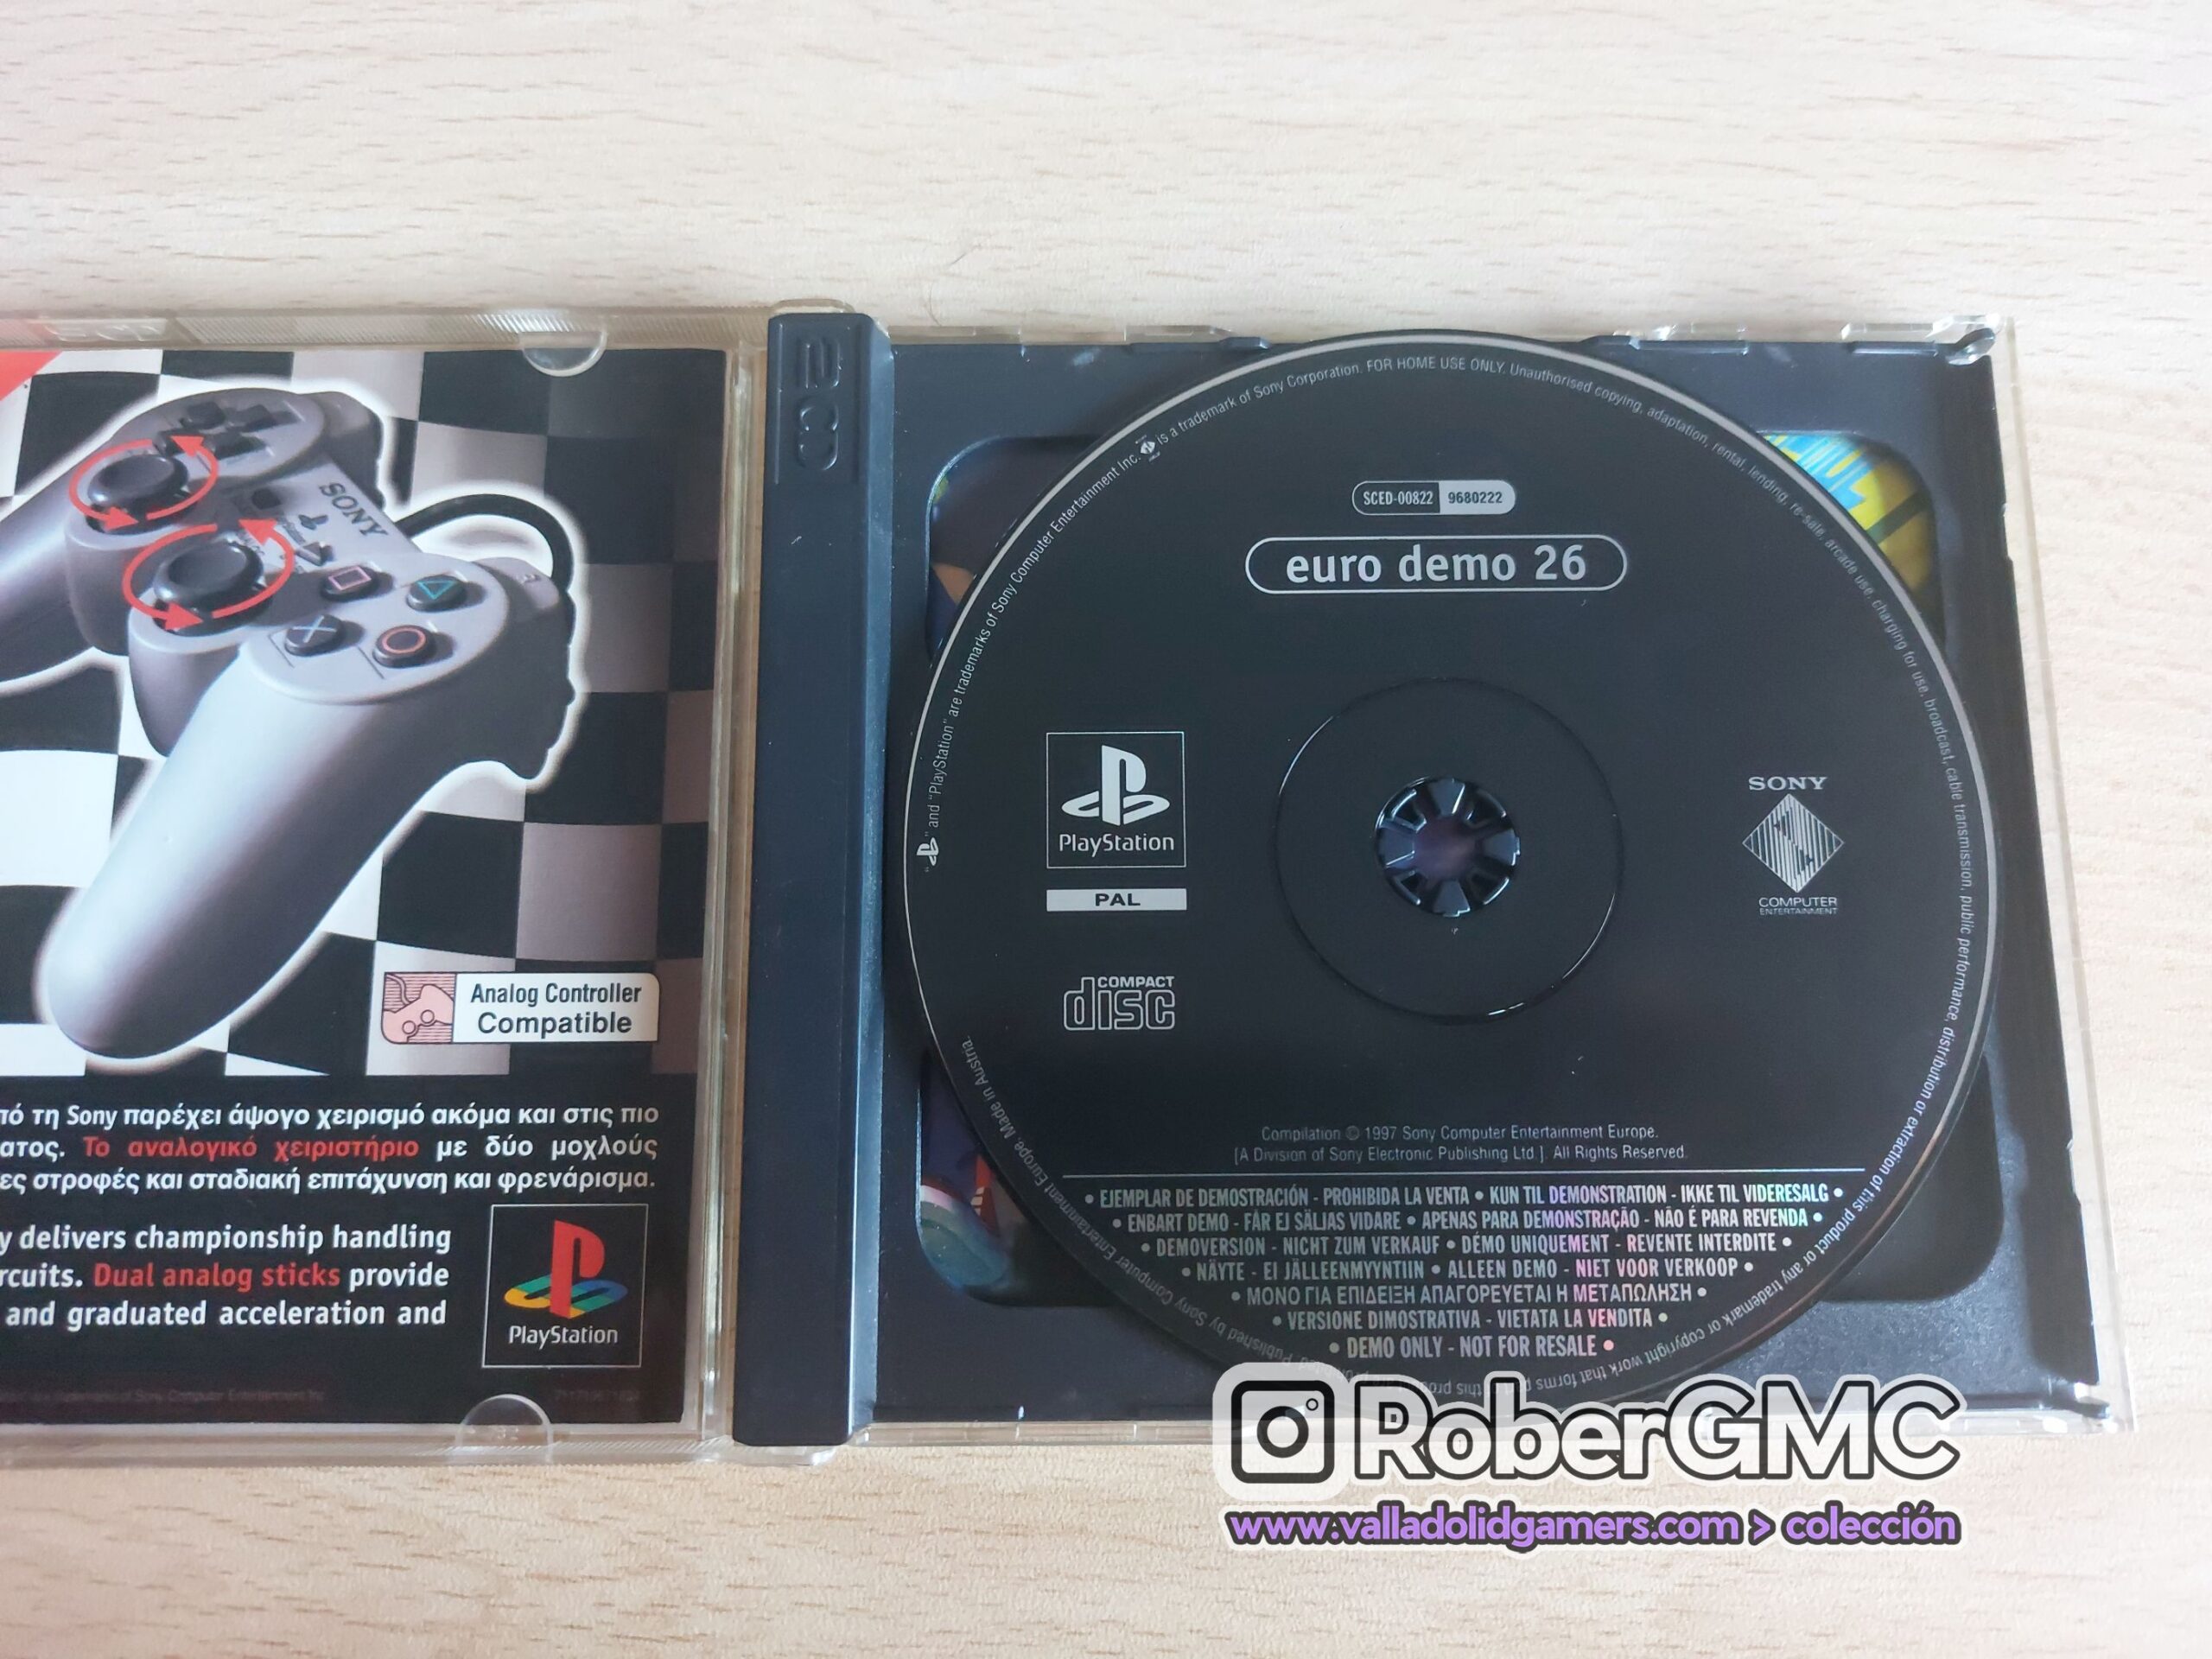 SONY
Analog Controller
Compatible
πό τη Sony παρέχει άψογο χειρισμό ακόμα και στις πιο
ατος. Το αναλογικό χειριστήριο με δύο μοχλούς
ες στροφές και σταδιακή επιτάχυνση και φρενάρισμα.
y delivers championship handling
rcuits. Dual analog sticks provide
and graduated acceleration and
PlayStation
2 CD
" and "PlayStation" are trademarks of Sony Computer Entertainment Inc. is a trademark of Sony Corporation. FOR HOME USE ONLY. Unauthorised copying, adaptation, rental, lending, re-sale, arcade use, charging for use, broadcast, cable transmission, public performance, distribution or extraction of this product or any trademark or copyright work that forms part of this product Published by Sony Computer Entertainment Europe. Made in Austria.
SCED-00822 9680222
euro demo 26
PlayStation
PAL
SONY
COMPUTER
ENTERTAINMENT
COMPACT
disc
Compilation © 1997 Sony Computer Entertainment Europe.
(A Division of Sony Electronic Publishing Ltd.). All Rights Reserved.
• EJEMPLAR DE DEMOSTRACIÓN - PROHIBIDA LA VENTA • KUN TIL DEMONSTRATION - IKKE TIL VIDERESALG •
• ENBART DEMO - FÅR EJ SÄLJAS VIDARE • APENAS PARA DEMONSTRAÇÃO - NÃO É PARA REVENDA •
• DEMOVERSION - NICHT ZUM VERKAUF • DÉMO UNIQUEMENT - REVENTE INTERDITE •
• NÄYTE - EI JÄLLEENMYYNTIIN • ALLEEN DEMO - NIET VOOR VERKOOP •
• ΜΟΝΟ ΓΙΑ ΕΠΙΔΕΙΞΗ ΑΠΑΓΟΡΕΥΕΤΑΙ Η ΜΕΤΑΠΩΛΗΣΗ •
• VERSIONE DIMOSTRATIVA - VIETATA LA VENDITA •
• DEMO ONLY - NOT FOR RESALE •
RoberGMC
www.valladolidgamers.com > colección